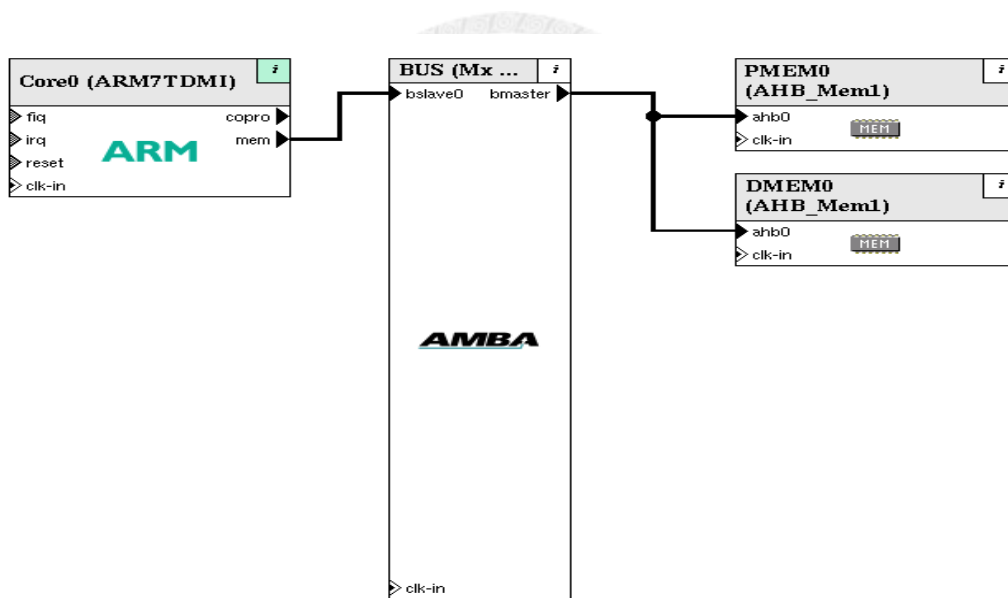 Core0 (ARM7TDMI)
i
fiq
copro
irq
mem
ARM
reset
clk-in
BUS (Mx ...
i
bslave0
bmaster
AMBA
clk-in
PMEM0
(AHB_Mem1)
i
ahb0
MEM
clk-in
DMEM0
(AHB_Mem1)
i
ahb0
MEM
clk-in